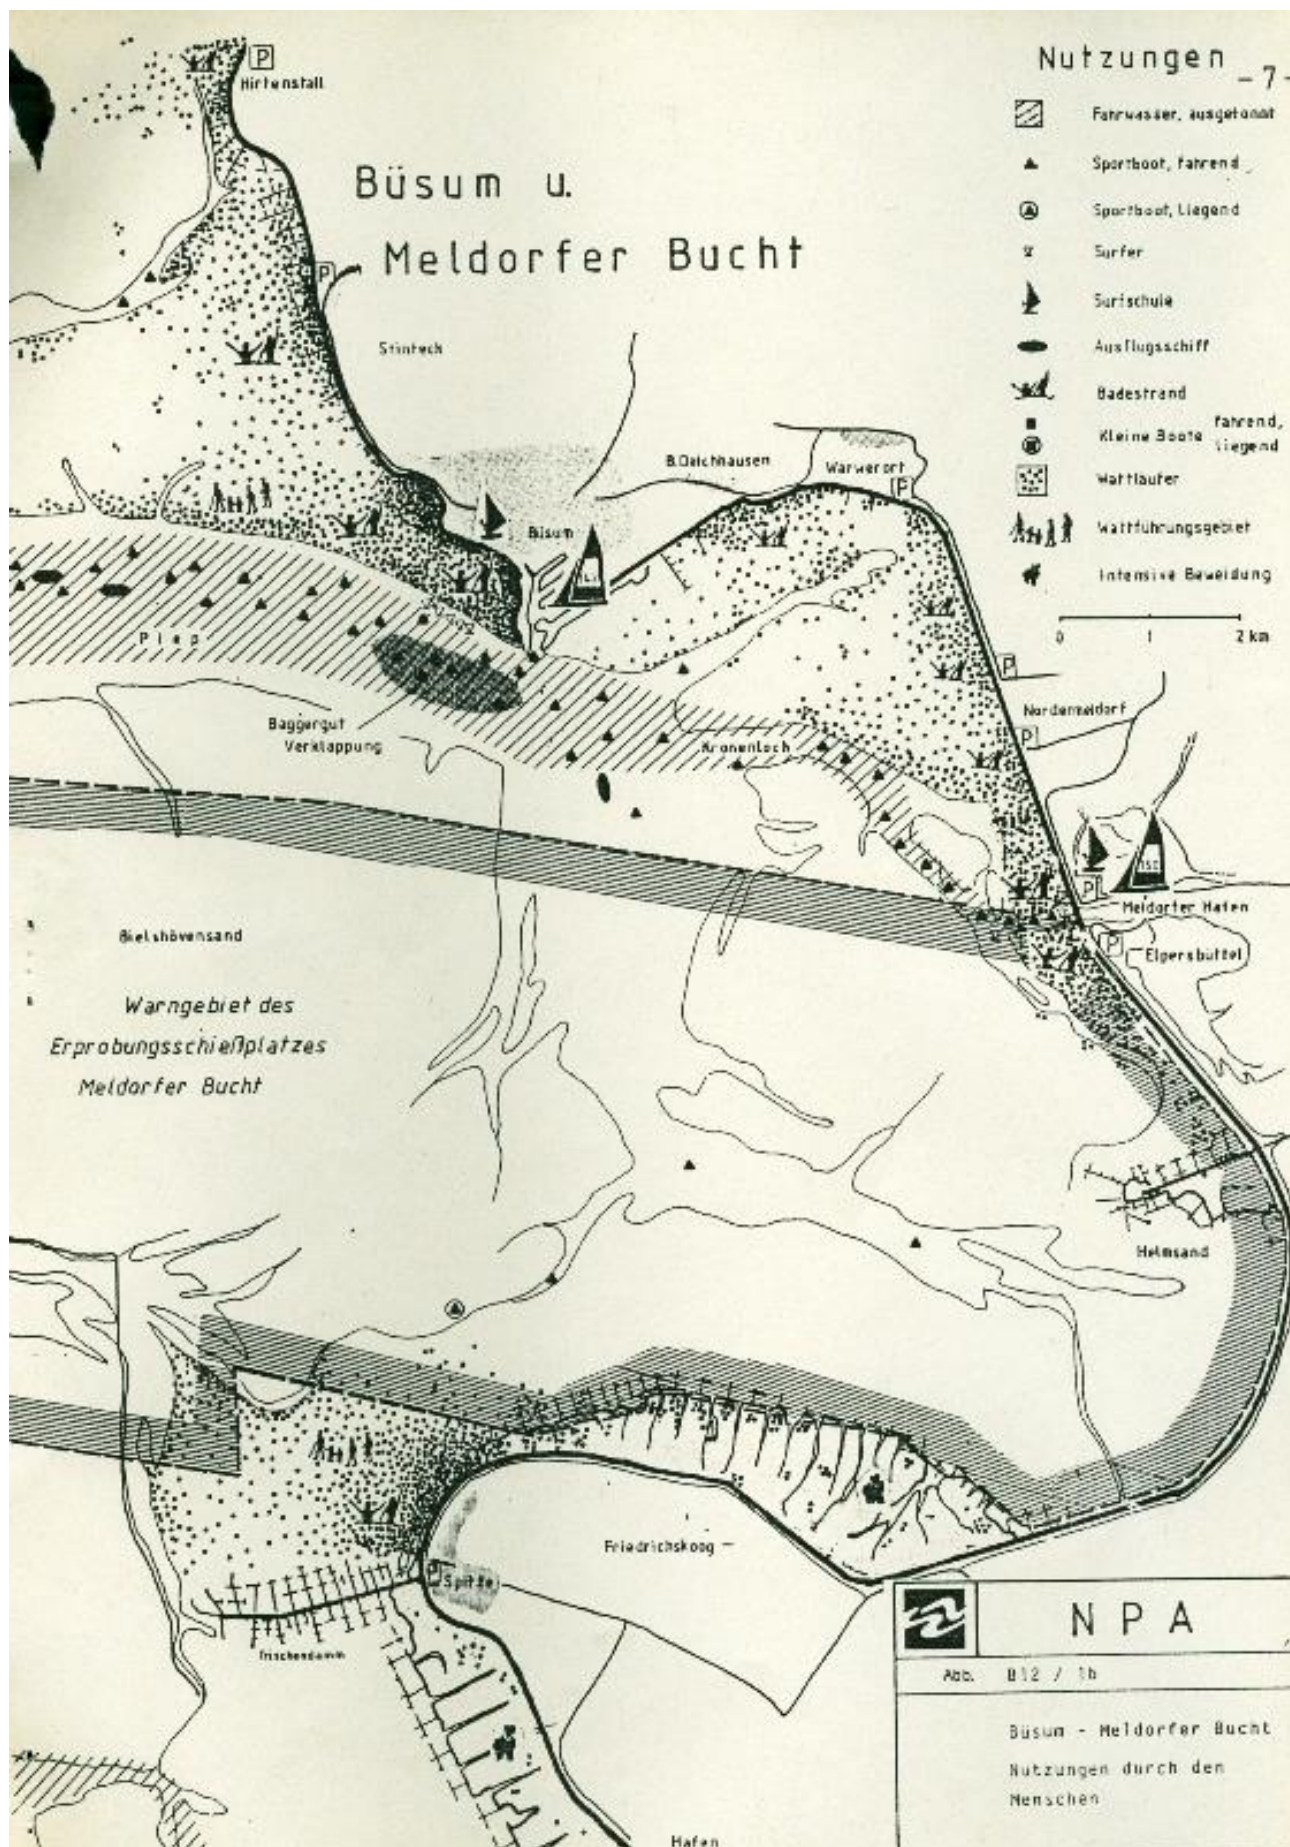 Nutzungen
- 7 -
Fahrwasser, ausgetonnt
Sportboot, fahrend
Sportboot, liegend
Surfer
Surfschule
Ausflugsschiff
Badestrand
Kleine Boote fahrend,
liegend
Wattläufer
Wattführungsgebiet
Intensive Beweidung
0 1 2 km
P
Hirtenstall
Büsum u.
Meldorfer Bucht
P
Stinteck
B.Deichhausen
Warwerort
P
Büsum
Piep
P
Baggergut
Verklappung
Kronenloch
Nordermeldorf
P
P
Meldorfer Hafen
P
Elpersbüttel
Bielshövensand
Warngebiet des
Erprobungsschießplatzes
Meldorfer Bucht
Helmsand
Friedrichskoog
P
Spitze
Trischendamm
Hafen
NPA
Abb. B12 / 1b
Büsum - Meldorfer Bucht
Nutzungen durch den
Menschen